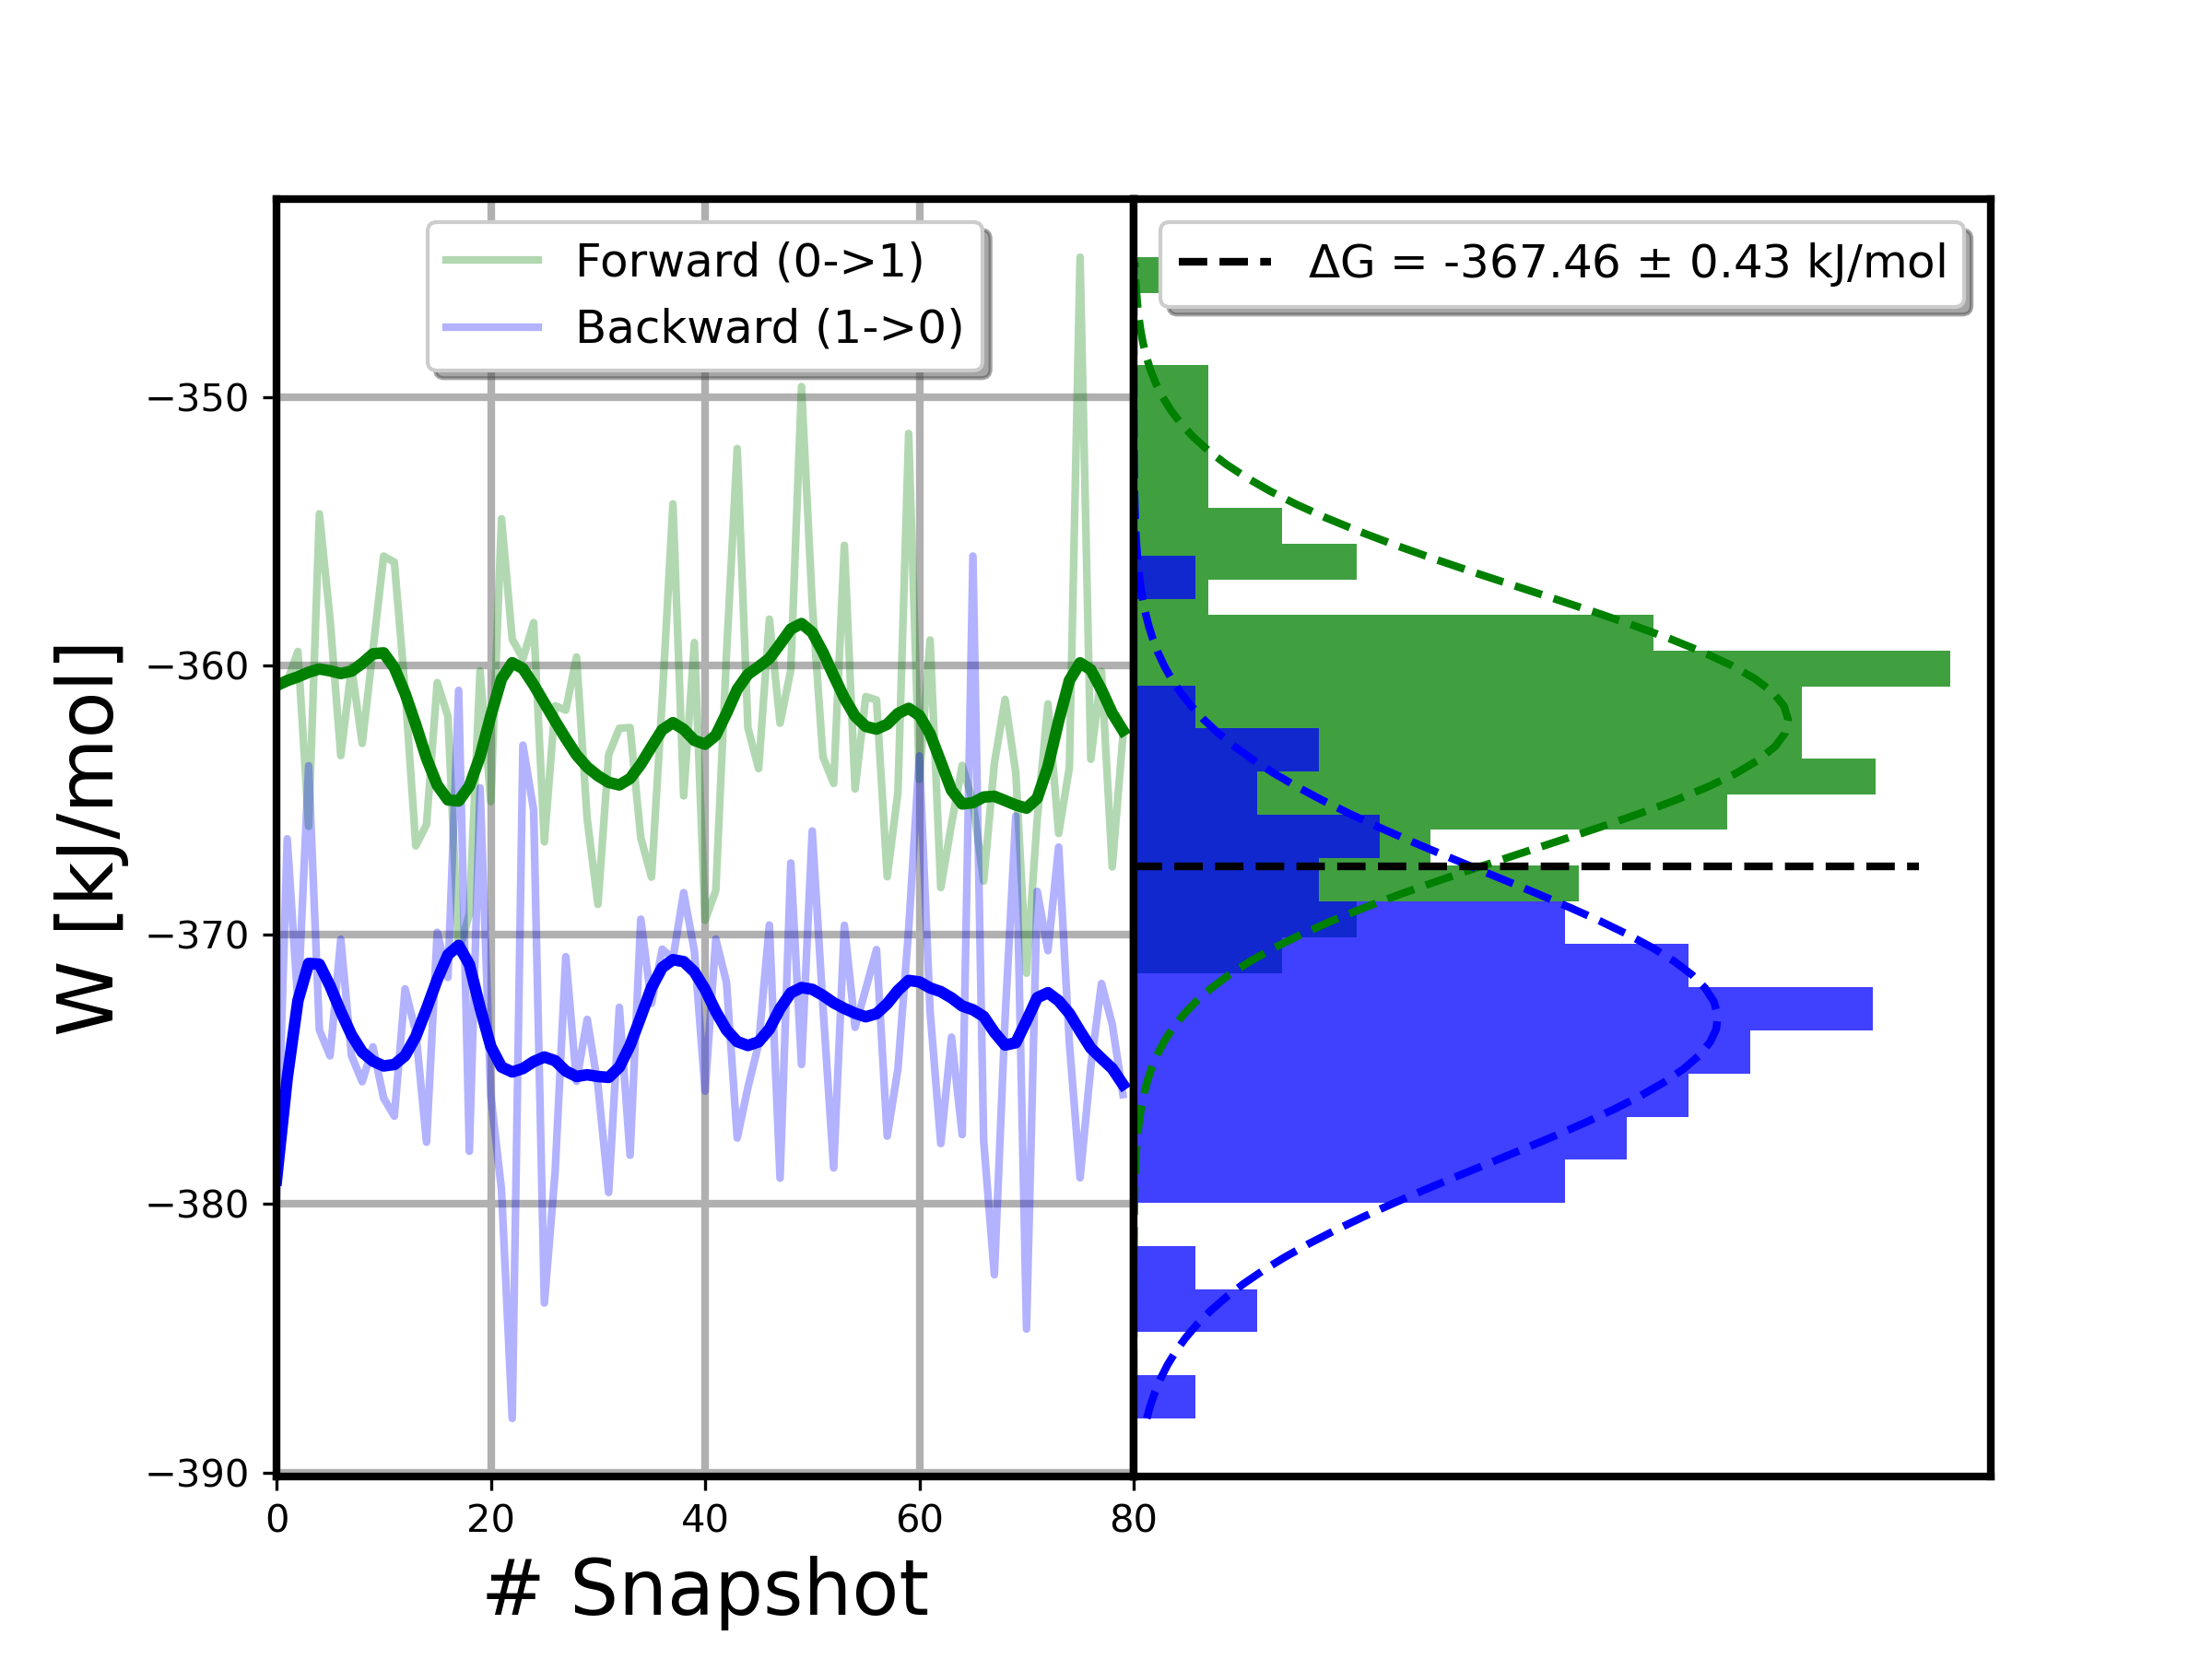 Forward (0->1)
Backward (1->0)
ΔG = -367.46 ± 0.43 kJ/mol
W [kJ/mol]
−350
−360
−370
−380
−390
0 20 40 60 80
# Snapshot